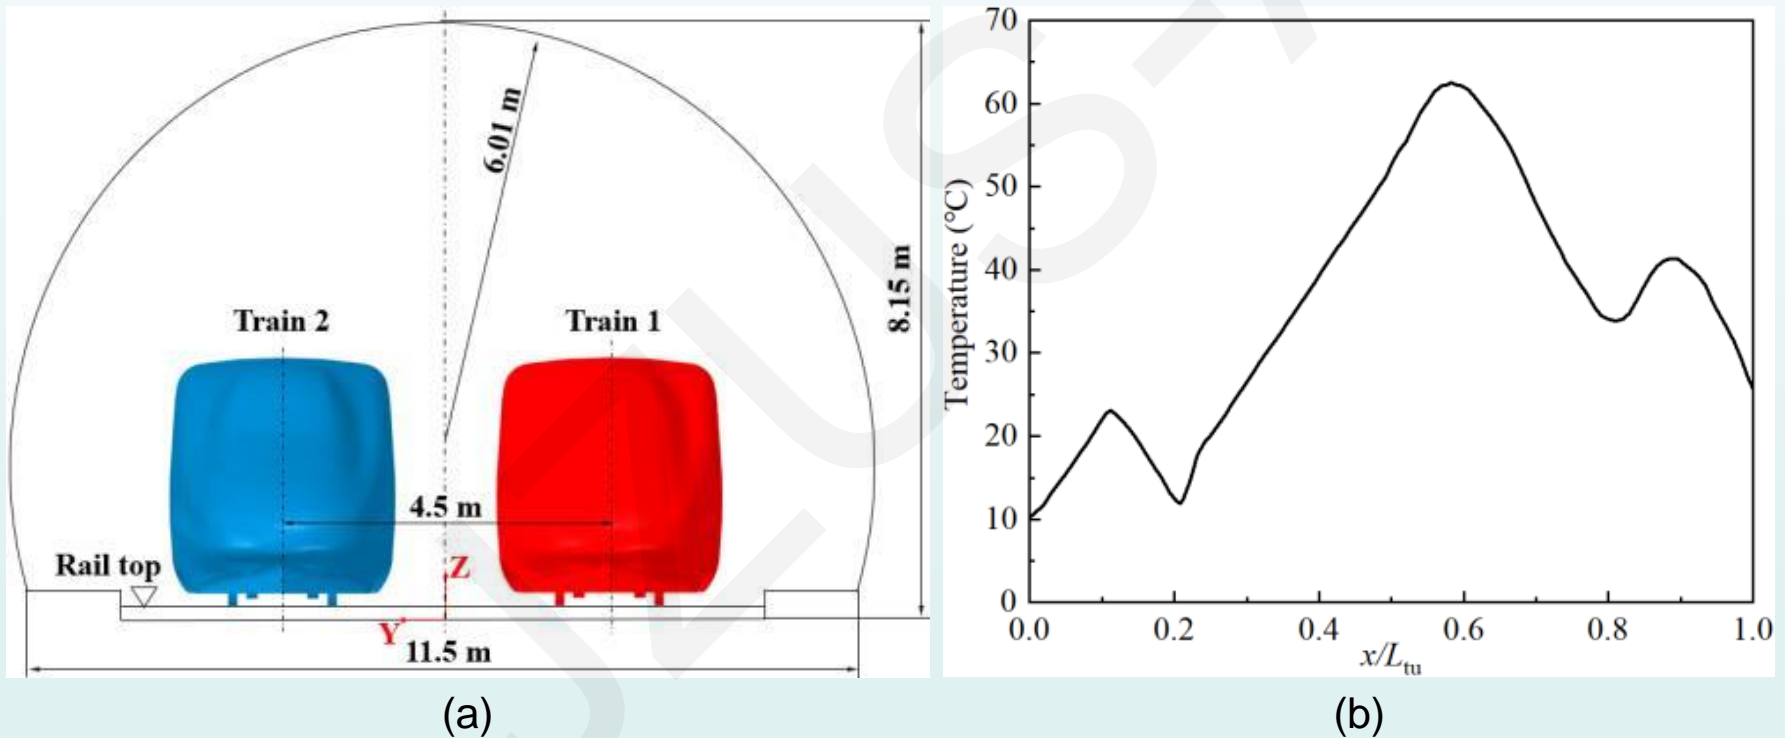 6.01 m
8.15 m
Train 2
Train 1
4.5 m
Rail top
Z
Y
11.5 m
(a)
70
60
50
40
30
20
10
0
Temperature (°C)
0.0 0.2 0.4 0.6 0.8 1.0
x/Ltu
(b)
JZUS-A